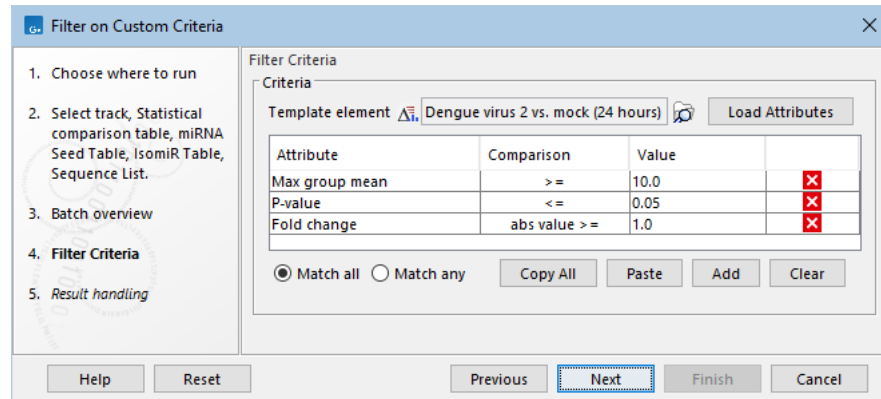 Filter on Custom Criteria
1. Choose where to run
2. Select track, Statistical
comparison table, miRNA
Seed Table, IsomiR Table,
Sequence List.
3. Batch overview
4. Filter Criteria
5. Result handling
Filter Criteria
Criteria
Template element Dengue virus 2 vs. mock (24 hours) Load Attributes
Attribute Comparison Value
Max group mean >= 10.0
P-value <= 0.05
Fold change abs value >= 1.0
Match all Match any Copy All Paste Add Clear
Help Reset Previous Next Finish Cancel